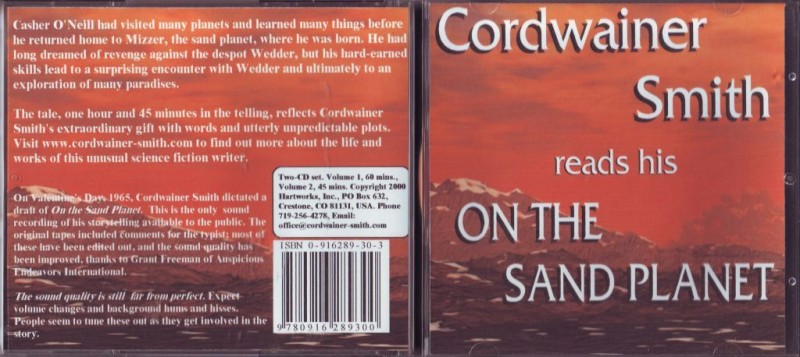 Casher O'Neill had visited many planets and learned many things before
he returned home to Mizzer, the sand planet, where he was born. He had
long dreamed of revenge against the despot Wedder, but his hard-earned
skills lead to a surprising encounter with Wedder and ultimately to an
exploration of many paradises.
The tale, one hour and 45 minutes in the telling, reflects Cordwainer
Smith's extraordinary gift with words and utterly unpredictable plots.
Visit www.cordwainer-smith.com to find out more about the life and
works of this unusual science fiction writer.
On Valentine's Day, 1965, Cordwainer Smith dictated a
draft of On the Sand Planet. This is the only sound
recording of his storytelling available to the public. The
original tapes included comments for the typist; most of
these have been edited out, and the sound quality has
been improved, thanks to Grant Freeman of Auspicious
Endeavors International.
The sound quality is still far from perfect. Expect
volume changes and background hums and hisses.
People seem to tune these out as they get involved in the
story.
Two-CD set. Volume 1, 60 mins.,
Volume 2, 45 mins. Copyright 2000
Hartworks, Inc., PO Box 632,
Crestone, CO 81131, USA. Phone
719-256-4278, Email:
office@cordwainer-smith.com
ISBN 0-916289-30-3
9 780916 289300
Cordwainer
Smith
reads his
ON THE
SAND PLANET